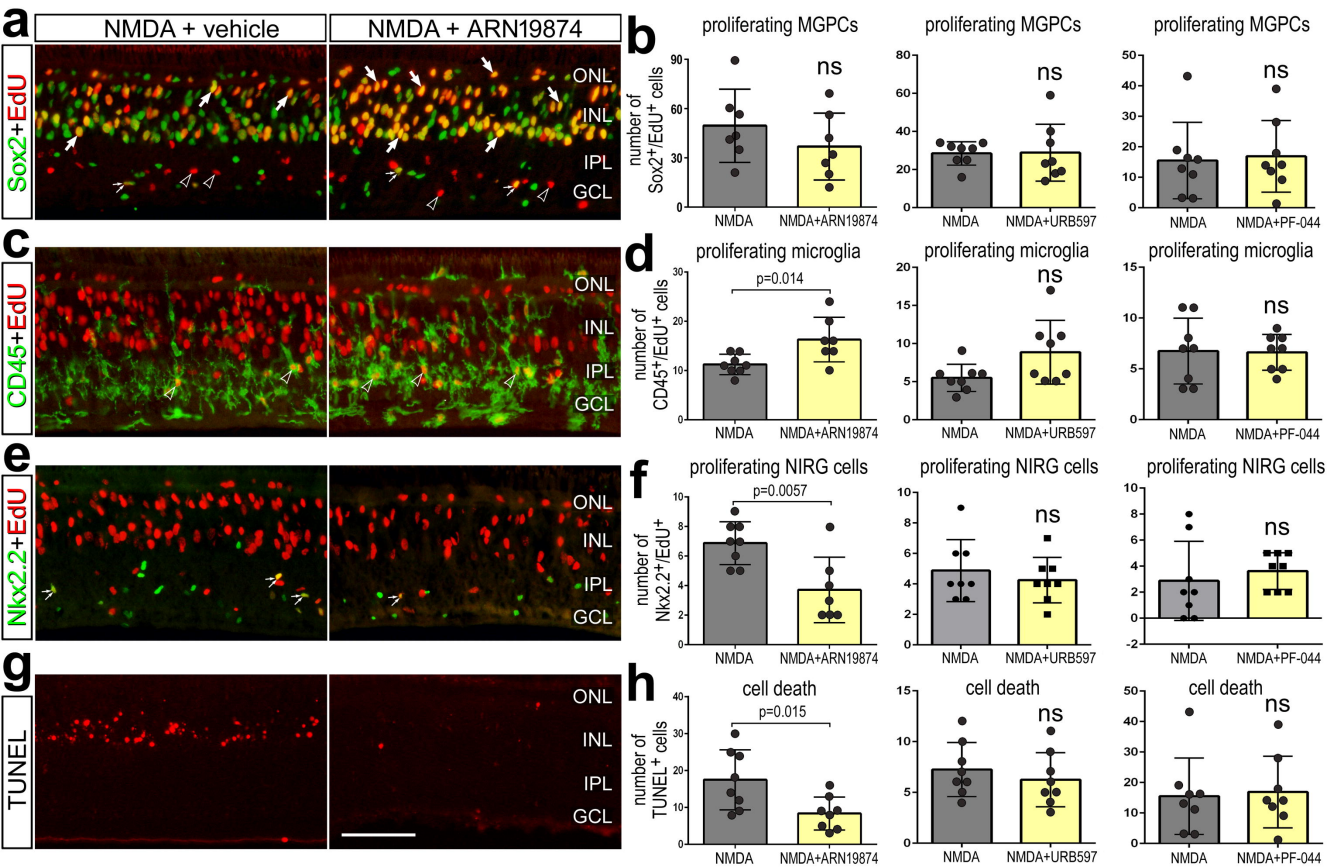 a
NMDA + vehicle
NMDA + ARN19874
Sox2+EdU
ONL
INL
IPL
GCL
b
proliferating MGPCs
number of
Sox2+/EdU+ cells
90
60
30
0
ns
NMDA
NMDA+ARN19874
proliferating MGPCs
80
60
40
20
0
ns
NMDA
NMDA+URB597
proliferating MGPCs
50
40
30
20
10
0
ns
NMDA
NMDA+PF-044
c
CD45+EdU
ONL
INL
IPL
GCL
d
proliferating microglia
number of
CD45+/EdU+ cells
30
20
10
0
p=0.014
NMDA
NMDA+ARN19874
proliferating microglia
20
15
10
5
0
ns
NMDA
NMDA+URB597
proliferating microglia
15
10
5
0
ns
NMDA
NMDA+PF-044
e
Nkx2.2+EdU
ONL
INL
IPL
GCL
f
proliferating NIRG cells
number of
Nkx2.2+/EdU+
10
8
6
4
2
0
p=0.0057
NMDA
NMDA+ARN19874
proliferating NIRG cells
10
8
6
4
2
0
ns
NMDA
NMDA+URB597
proliferating NIRG cells
10
8
6
4
2
0
-2
ns
NMDA
NMDA+PF-044
g
TUNEL
ONL
INL
IPL
GCL
h
cell death
number of
TUNEL+ cells
40
30
20
10
0
p=0.015
NMDA
NMDA+ARN19874
cell death
15
10
5
0
ns
NMDA
NMDA+URB597
cell death
50
40
30
20
10
0
ns
NMDA
NMDA+PF-044